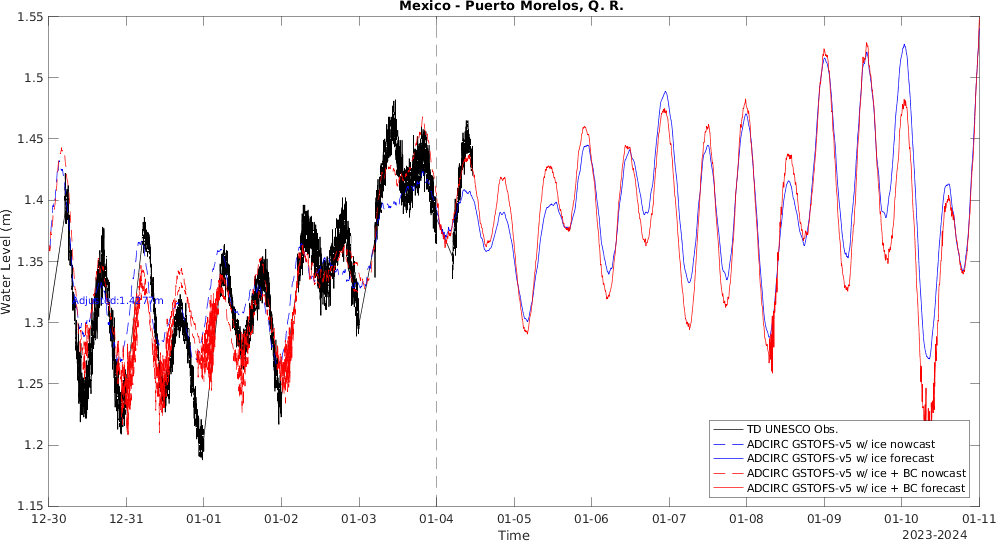 Mexico - Puerto Morelos, Q. R.
Water Level (m)
1.55
1.5
1.45
1.4
1.35
1.3
1.25
1.2
1.15
TD UNESCO Obs.
ADCIRC GSTOFS-v5 w/ ice nowcast
ADCIRC GSTOFS-v5 w/ ice forecast
ADCIRC GSTOFS-v5 w/ ice + BC nowcast
ADCIRC GSTOFS-v5 w/ ice + BC forecast
12-30 12-31 01-01 01-02 01-03 01-04 01-05 01-06 01-07 01-08 01-09 01-10 01-11
Time
2023-2024